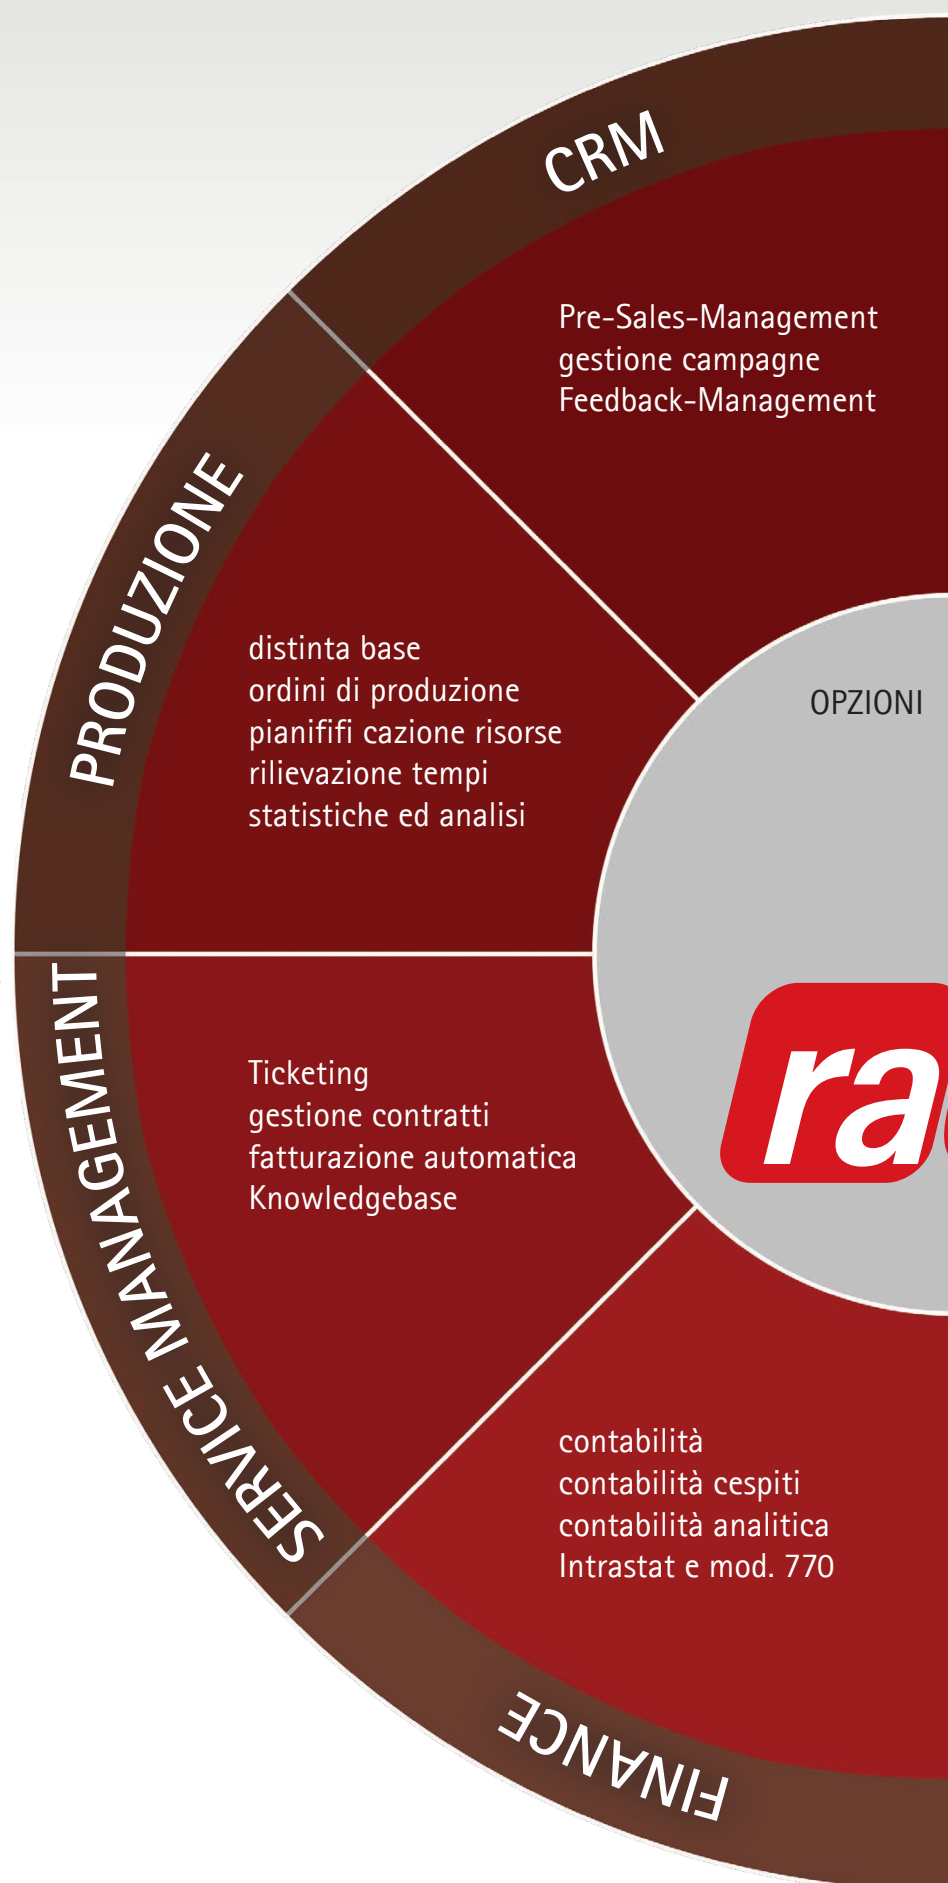 CRM
Pre-Sales-Management
gestione campagne
Feedback-Management
PRODUZIONE
distinta base
ordini di produzione
pianififi cazione risorse
rilievazione tempi
statistiche ed analisi
OPZIONI
ra
SERVICE MANAGEMENT
Ticketing
gestione contratti
fatturazione automatica
Knowledgebase
contabilità
contabilità cespiti
contabilità analitica
Intrastat e mod. 770
FINANCE